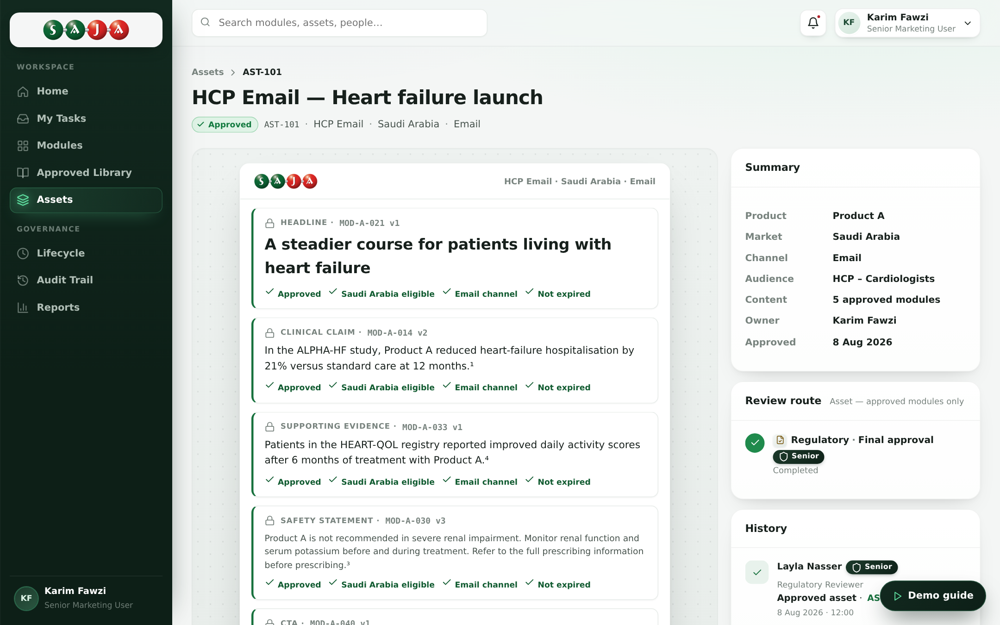 SAJA
WORKSPACE
Home
My Tasks
Modules
Approved Library
Assets
GOVERNANCE
Lifecycle
Audit Trail
Reports
KF
Karim Fawzi
Senior Marketing User
Search modules, assets, people...
KF
Karim Fawzi
Senior Marketing User
Assets > AST-101
HCP Email — Heart failure launch
Approved AST-101 · HCP Email · Saudi Arabia · Email
SAJA
HCP Email · Saudi Arabia · Email
HEADLINE · MOD-A-021 v1
A steadier course for patients living with
heart failure
Approved Saudi Arabia eligible Email channel Not expired
CLINICAL CLAIM · MOD-A-014 v2
In the ALPHA-HF study, Product A reduced heart-failure hospitalisation by
21% versus standard care at 12 months.¹
Approved Saudi Arabia eligible Email channel Not expired
SUPPORTING EVIDENCE · MOD-A-033 v1
Patients in the HEART-QOL registry reported improved daily activity scores
after 6 months of treatment with Product A.⁴
Approved Saudi Arabia eligible Email channel Not expired
SAFETY STATEMENT · MOD-A-030 v3
Product A is not recommended in severe renal impairment. Monitor renal function and
serum potassium before and during treatment. Refer to the full prescribing information
before prescribing.³
Approved Saudi Arabia eligible Email channel Not expired
CTA · MOD-A-040 v1
Summary
Product Product A
Market Saudi Arabia
Channel Email
Audience HCP – Cardiologists
Content 5 approved modules
Owner Karim Fawzi
Approved 8 Aug 2026
Review route Asset — approved modules only
Regulatory · Final approval
Senior
Completed
History
Layla Nasser Senior
Regulatory Reviewer
Approved asset · AS
8 Aug 2026 · 12:00
Demo guide